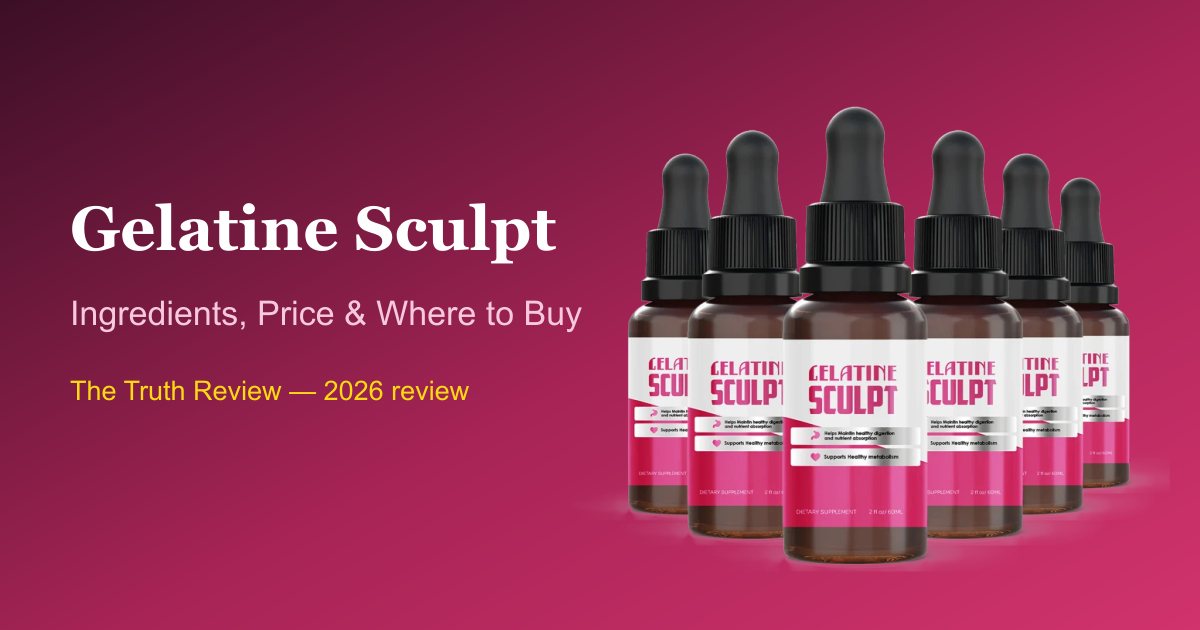 Gelatine Sculpt
Ingredients, Price & Where to Buy
The Truth Review — 2026 review
GELATINE
SCULPT
Helps Maintin healthy digestion
and nutrient absorption
Supports Healthy metabolism
DIETARY SUPPLEMENT 2 fl oz/ 60ML